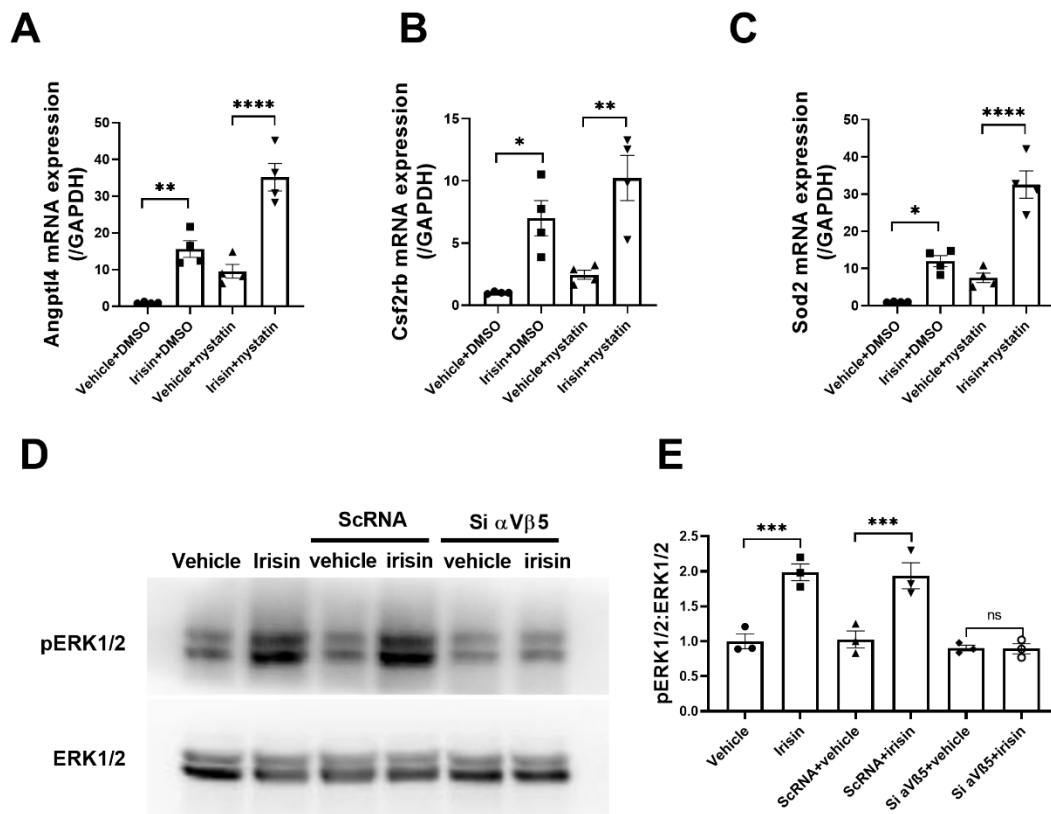 A
Angptl4 mRNA expression
(/GAPDH)
50
40
30
20
10
0
**
****
Vehicle+DMSO
Irisin+DMSO
Vehicle+nystatin
Irisin+nystatin
B
Csf2rb mRNA expression
(/GAPDH)
15
10
5
0
*
**
Vehicle+DMSO
Irisin+DMSO
Vehicle+nystatin
Irisin+nystatin
C
Sod2 mRNA expression
(/GAPDH)
50
40
30
20
10
0
*
****
Vehicle+DMSO
Irisin+DMSO
Vehicle+nystatin
Irisin+nystatin
D
ScRNA Si αVβ5
Vehicle Irisin vehicle irisin vehicle irisin
pERK1/2
ERK1/2
E
pERK1/2:ERK1/2
2.5
2.0
1.5
1.0
0.5
0.0
***
***
ns
Vehicle
Irisin
ScRNA+vehicle
ScRNA+irisin
Si aVß5+vehicle
Si aVß5+irisin